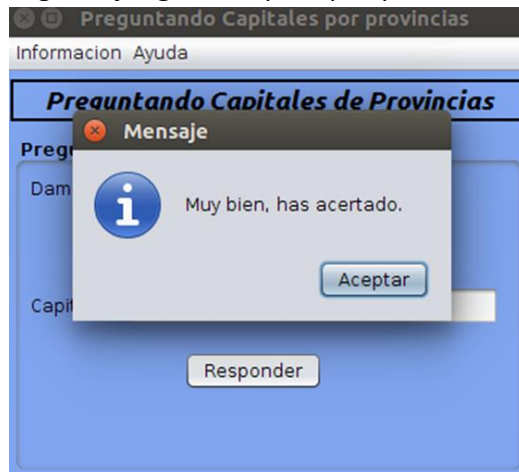 Preguntando Capitales por provincias
Informacion Ayuda
Preguntando Capitales de Provincias
Mensaje
Muy bien, has acertado.
Aceptar
Responder